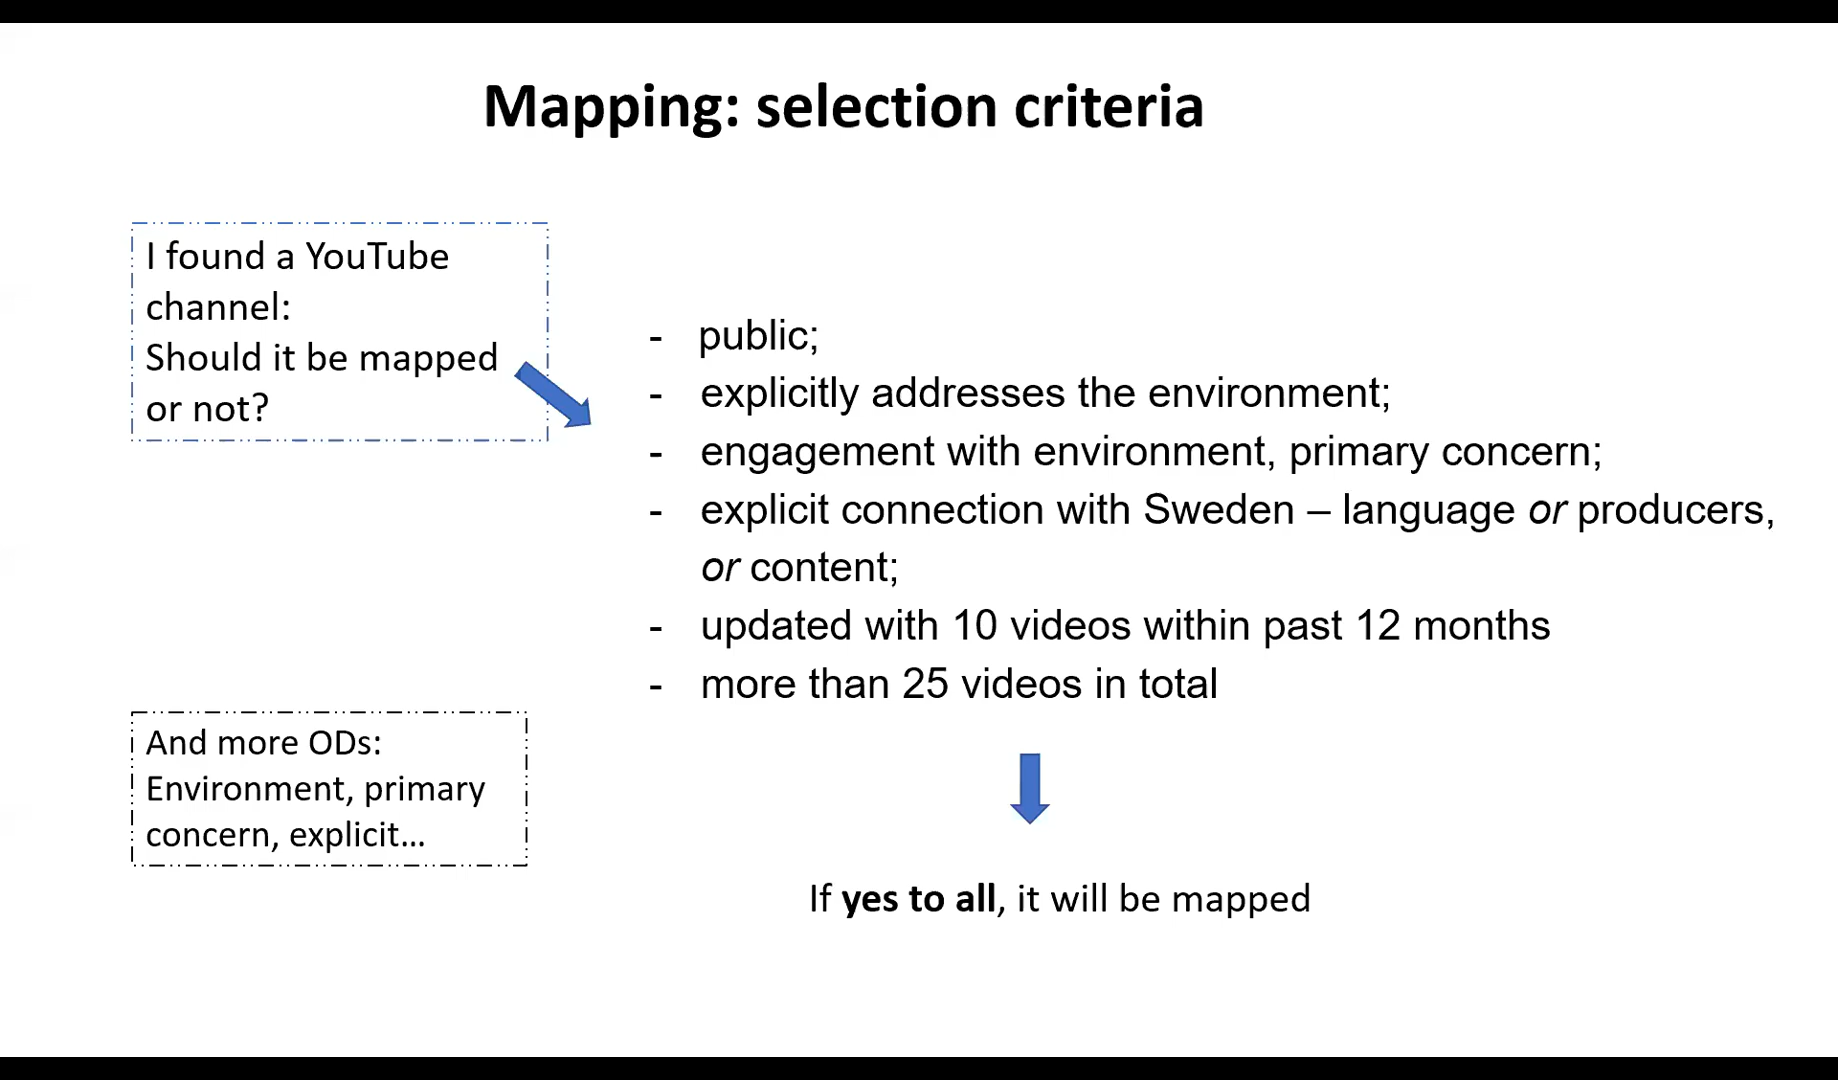 Mapping: selection criteria
I found a YouTube
channel:
Should it be mapped
or not?
- public;
- explicitly addresses the environment;
- engagement with environment, primary concern;
- explicit connection with Sweden – language or producers,
or content;
- updated with 10 videos within past 12 months
- more than 25 videos in total
And more ODs:
Environment, primary
concern, explicit...
If yes to all, it will be mapped